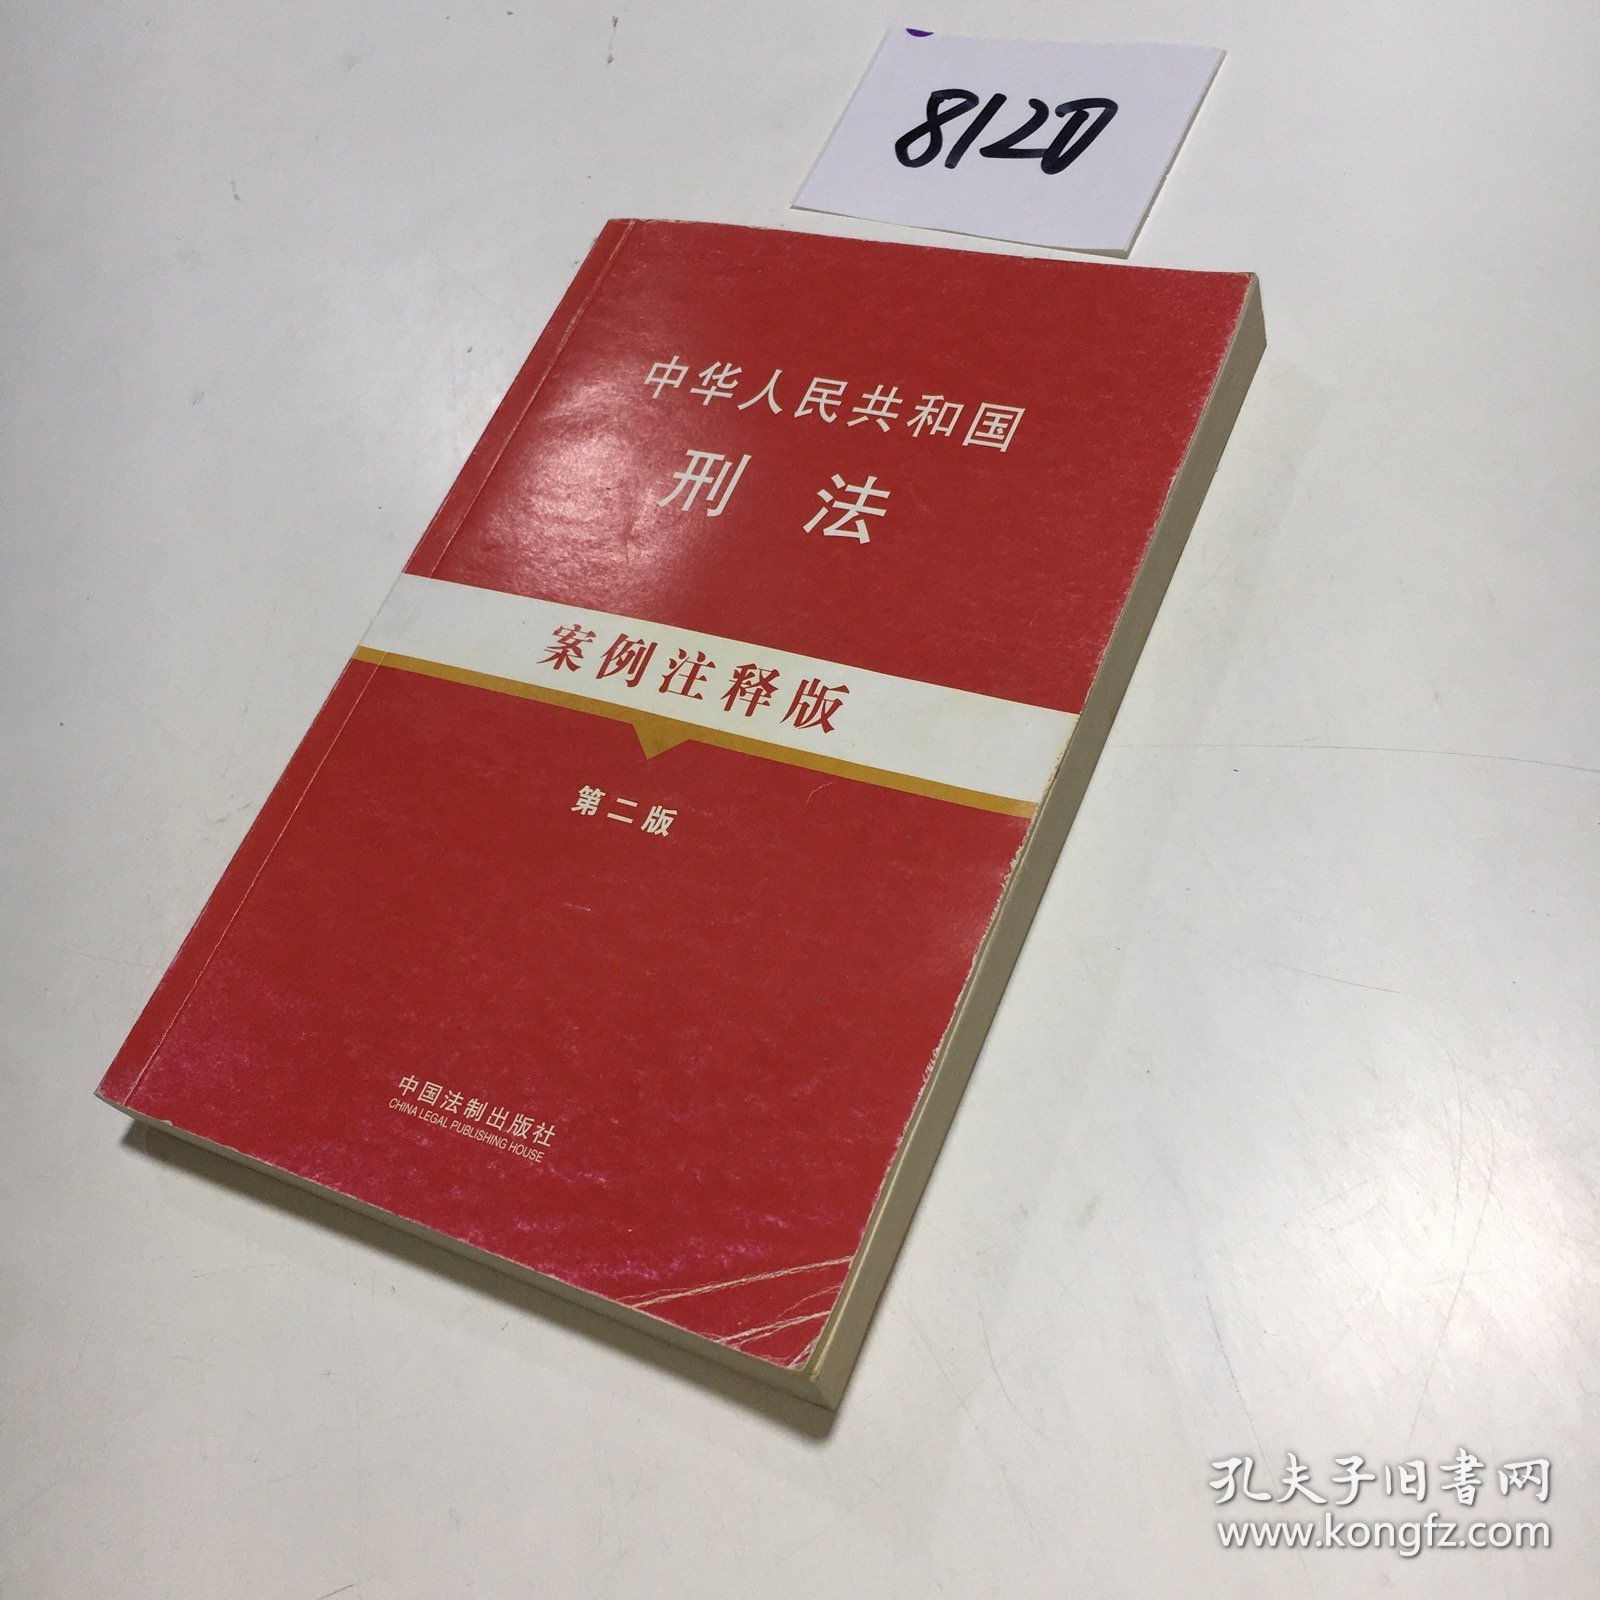 8120
中华人民共和国
刑 法
案例注释版
第二版
中国法制出版社
CHINA LEGAL PUBLISHING HOUSE
孔夫子旧书网
www.kongfz.com